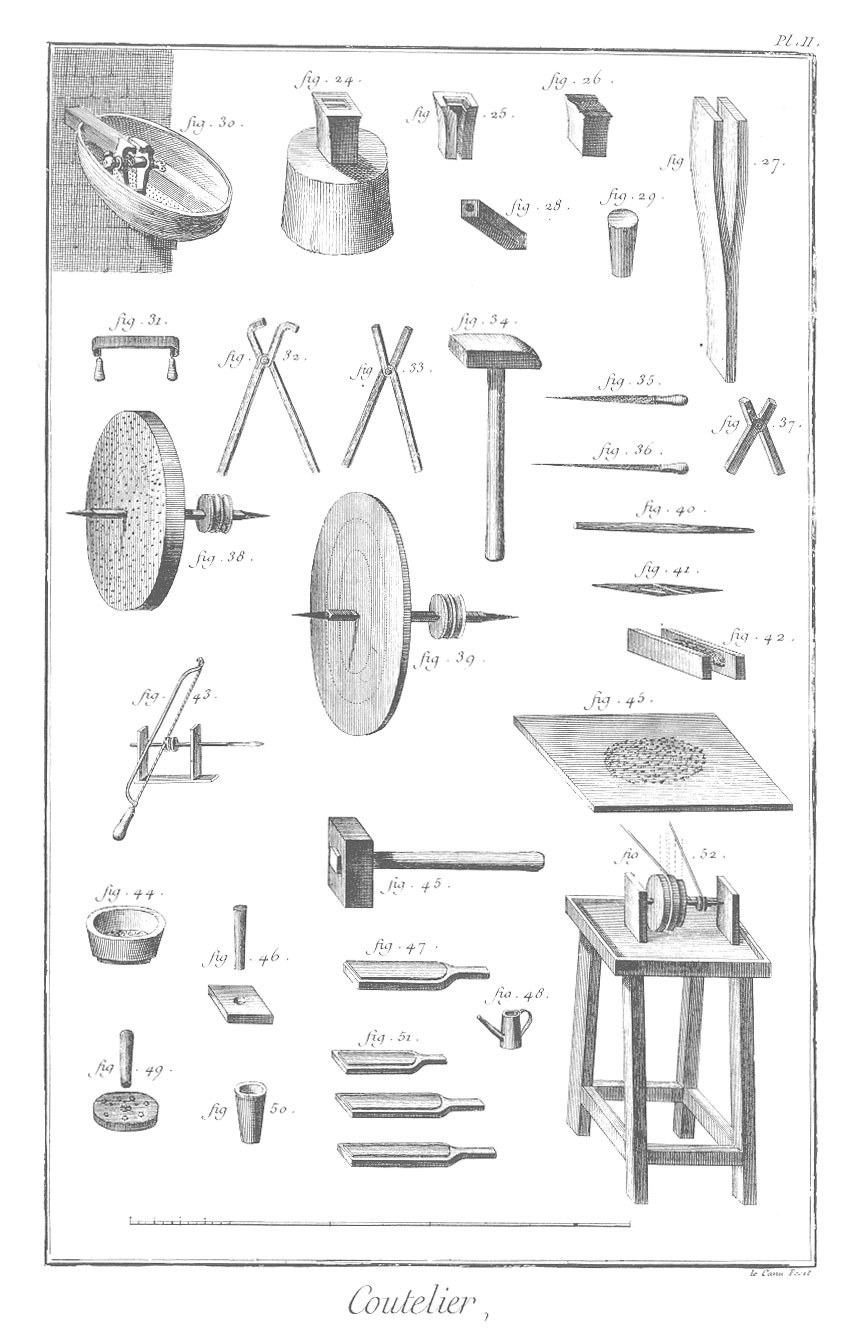 Pl. II.
fig. 24.
fig. 26.
fig. 25.
fig. 30.
fig. 27.
fig. 28.
fig. 29.
fig. 31.
fig. 34.
fig. 32.
fig. 33.
fig. 35.
fig. 37.
fig. 36.
fig. 40.
fig. 38.
fig. 41.
fig. 42.
fig. 39.
fig. 43.
fig. 45.
fig. 52.
fig. 45.
fig. 44.
fig. 47.
fig. 46.
fig. 48.
fig. 51.
fig. 49.
fig. 50.
le Canu Fecit
Coutelier,